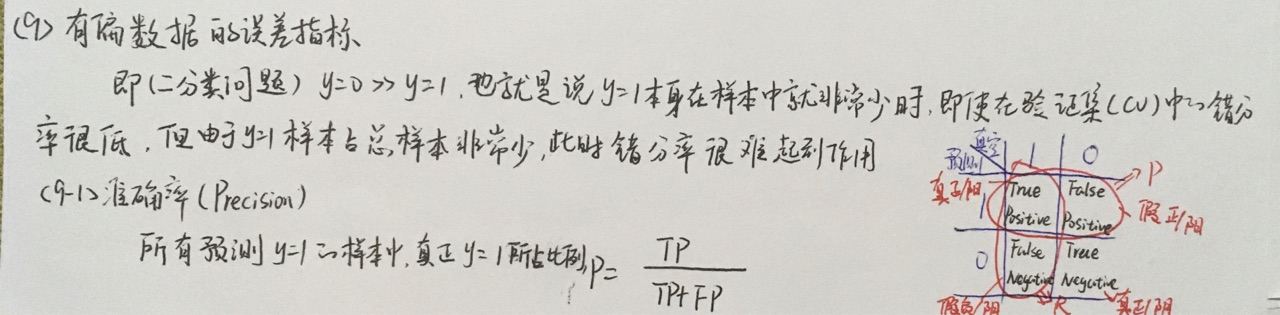 (9) 有偏数据的误差指标、
即(二分类问题) y=0 >> y=1, 也就是说 y=1本身在样本中就非常少时, 即使在验证集(CV)中的错分
率很低, 但由于y=1样本占总样本非常少, 此时错分率很难起到作用
(9-1) 准确率(Precision)
所有预测 y=1的样本中, 真正 y=1所占比例, P= TP
TP+FP
真实 1 0
预测
真正/阳 1 True False P
Positive Positive 假正/阳
0 False True
Negative Negative
假负/阴 R 真正/阴